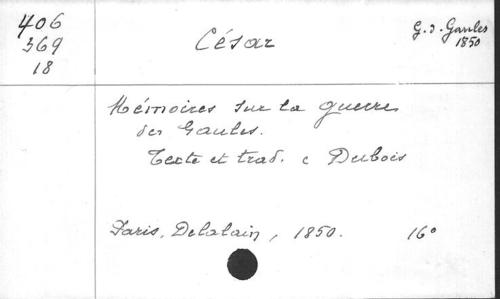 406
369
18
César
G. d. Gaules
1850
Mémoires sur la guerre
des Gaules.
Texte et trad. c Dubois
Paris, Delalain, 1850. 16°